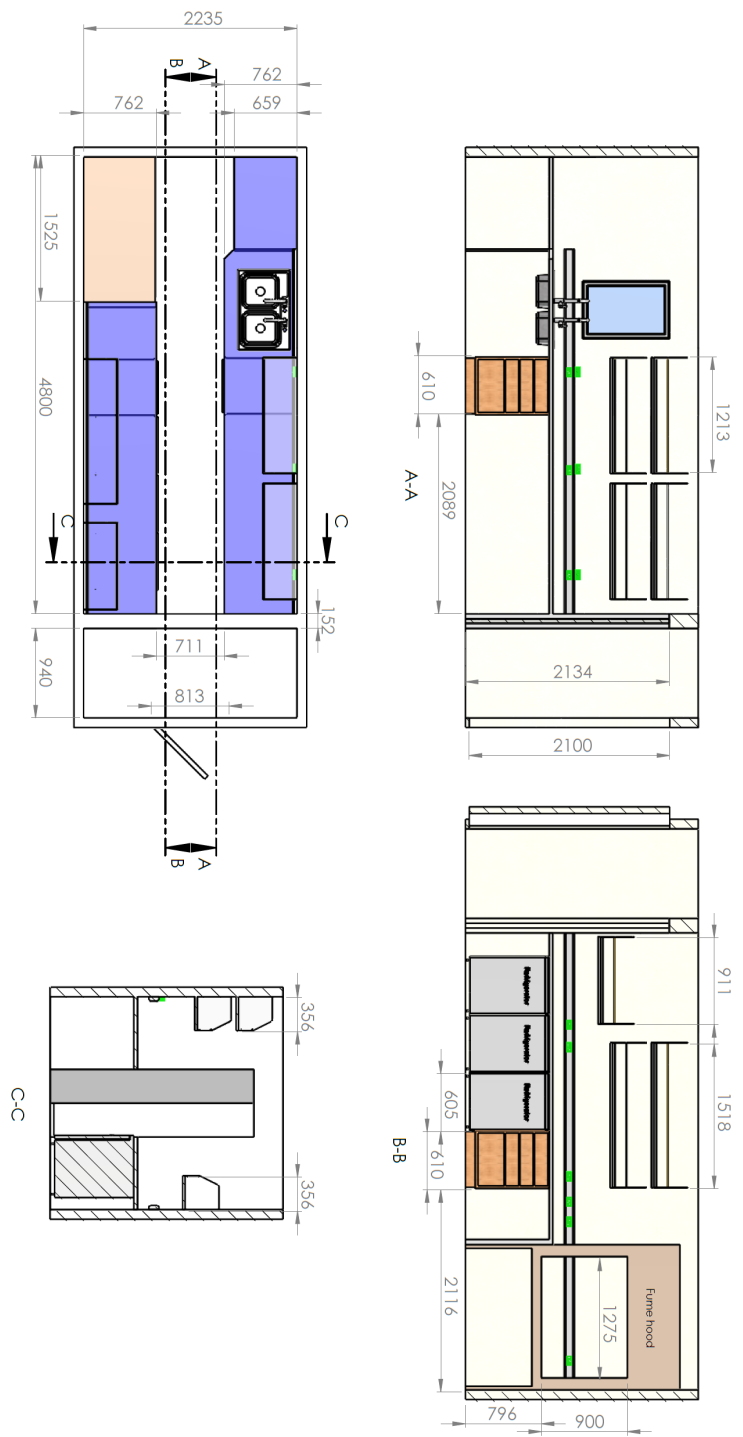 2235
B
A
762
762
659
1525
4800
C
C
152
711
940
813
B
A
610
A-A
2089
1213
2134
2100
Refrigerator
Refrigerator
Refrigerator
911
605
1518
B-B
610
2116
Fume hood
1275
796
900
356
C-C
356